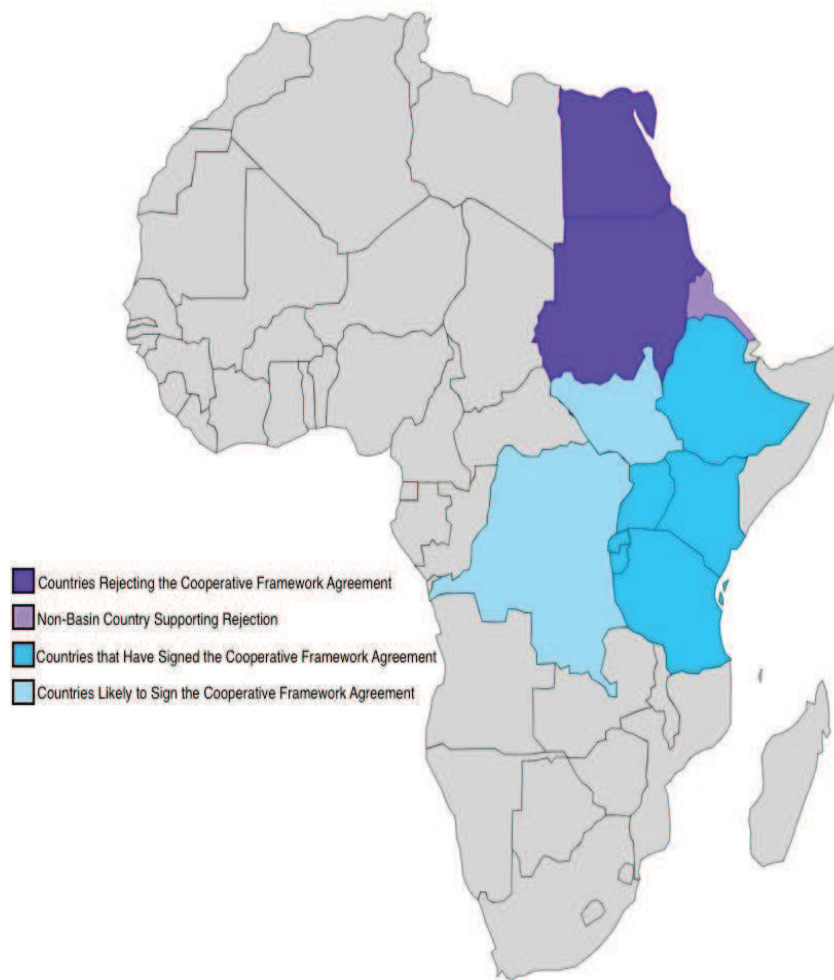 Countries Rejecting the Cooperative Framework Agreement
Non-Basin Country Supporting Rejection
Countries that Have Signed the Cooperative Framework Agreement
Countries Likely to Sign the Cooperative Framework Agreement